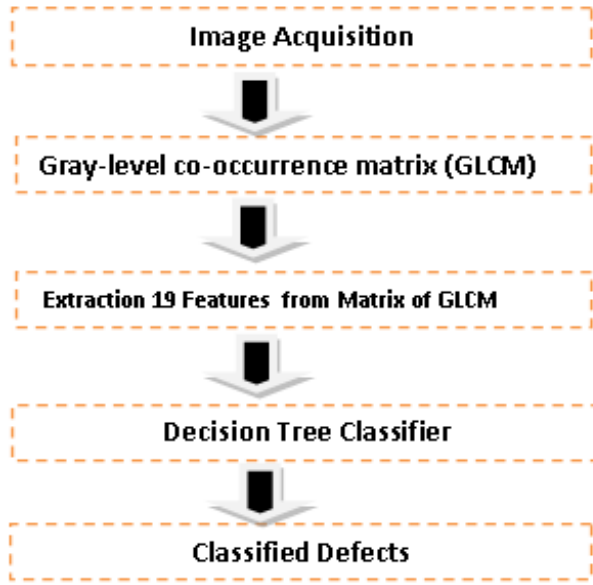 Image Acquisition
Gray-level co-occurrence matrix (GLCM)
Extraction 19 Features from Matrix of GLCM
Decision Tree Classifier
Classified Defects